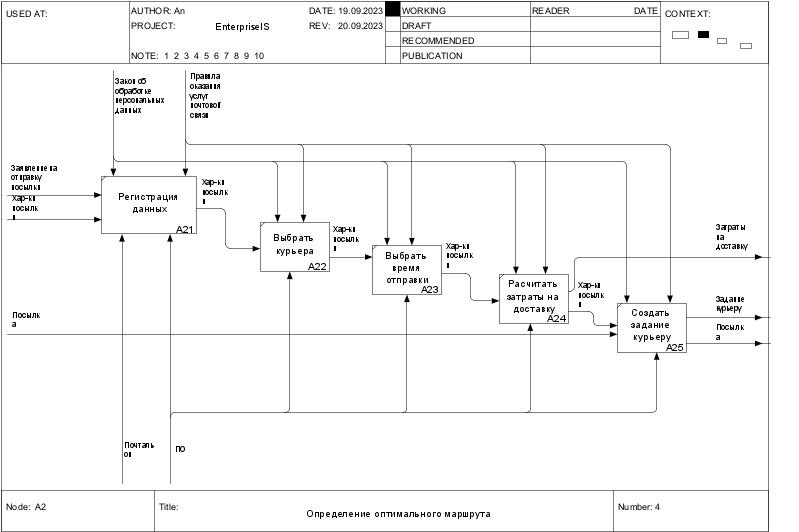 USED AT:
AUTHOR: An
DATE: 19.09.2023
WORKING
READER
DATE
CONTEXT:
PROJECT:
EnterpriseIS
REV: 20.09.2023
DRAFT
RECOMMENDED
NOTE: 1 2 3 4 5 6 7 8 9 10
PUBLICATION
Закон об
обработке
персональных
данных
Правила
оказания
услуг
почтовой
связи
Заявление на
отправку
посылки
Хар-ки
посылк
и
Регистрация
данных
A21
Хар-ки
посылк
и
Выбрать
курьера
A22
Хар-ки
посылк
и
Выбрать
время
отправки
A23
Хар-ки
посылк
и
Расчитать
затраты на
доставку
A24
Хар-ки
посылк
и
Создать
задание
курьеру
A25
Затраты
на
доставку
Задание
курьеру
Посылк
а
Посылк
а
Почталь
он
ПО
Node: A2
Title:
Определение оптимального маршрута
Number: 4